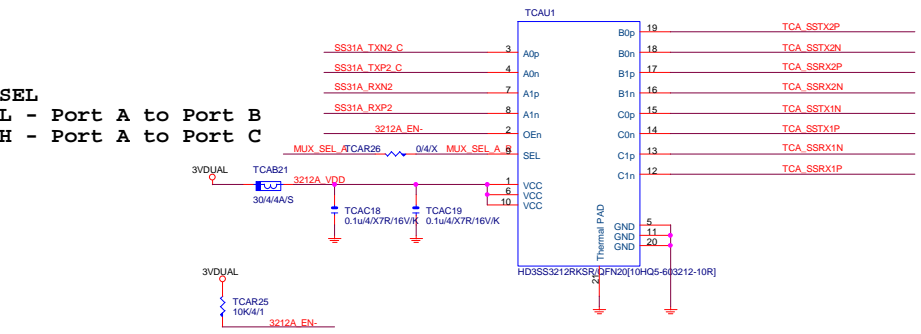 TCAU1
SS31A_TXN2_C 3 A0p B0p 19 TCA_SSTX2P
SS31A_TXP2_C 4 A0n B0n 18 TCA_SSTX2N
SS31A_RXN2 7 A1p B1p 17 TCA_SSRX2P
SS31A_RXP2 8 A1n B1n 16 TCA_SSRX2N
C0p 15 TCA_SSTX1N
3212A_EN- 2 OEn C0n 14 TCA_SSTX1P
MUX_SEL_A TCAR26 0/4/X MUX_SEL_A_R 9 SEL C1p 13 TCA_SSRX1N
C1n 12 TCA_SSRX1P
SEL
L - Port A to Port B
H - Port A to Port C
3VDUAL TCAB21 3212A_VDD 1 VCC
6 VCC
10 VCC
30/4/4A/S
TCAC18
0.1u/4/X7R/16V/K
TCAC19
0.1u/4/X7R/16V/K
GND 5
GND 11
GND 20
Thermal PAD
21
HD3SS3212RKSR/QFN20[10HQ5-603212-10R]
3VDUAL
TCAR25
10K/4/1
3212A_EN-